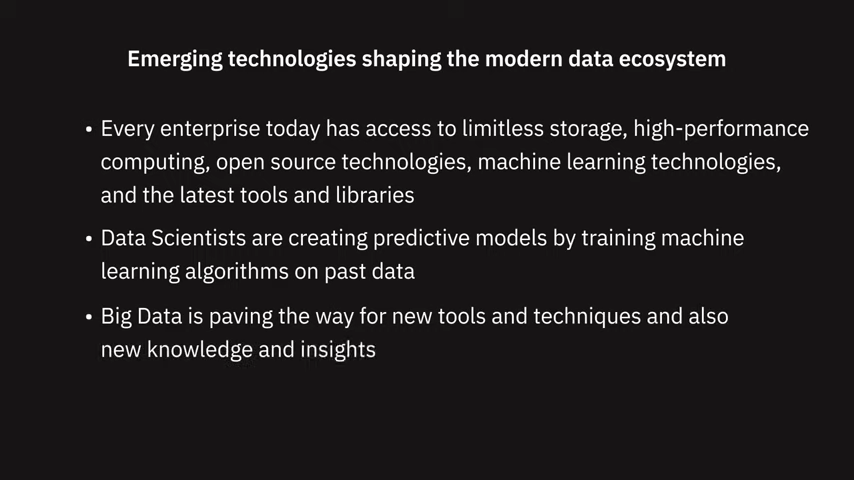 Emerging technologies shaping the modern data ecosystem
• Every enterprise today has access to limitless storage, high-performance
computing, open source technologies, machine learning technologies,
and the latest tools and libraries
• Data Scientists are creating predictive models by training machine
learning algorithms on past data
• Big Data is paving the way for new tools and techniques and also
new knowledge and insights